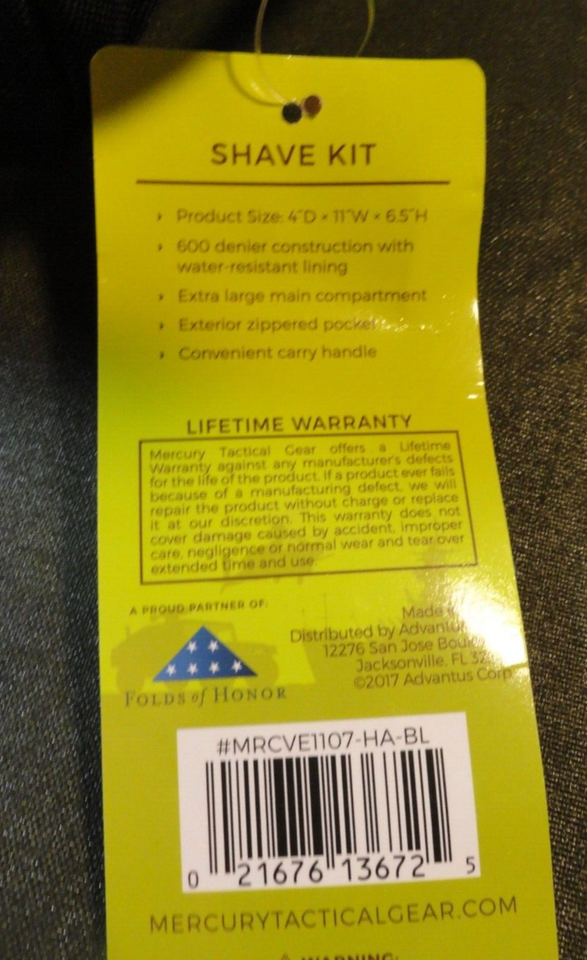 SHAVE KIT
› Product Size: 4"D × 11"W × 6.5"H
› 600 denier construction with
water-resistant lining
› Extra large main compartment
› Exterior zippered pocket
› Convenient carry handle
LIFETIME WARRANTY
Mercury Tactical Gear offers a Lifetime
Warranty against any manufacturer's defects
for the life of the product. If a product ever fails
because of a manufacturing defect, we will
repair the product without charge or replace
it at our discretion. This warranty does not
cover damage caused by accident, improper
care, negligence or normal wear and tear over
extended time and use.
A PROUD PARTNER OF:
FOLDS of HONOR
Made
Distributed by
12276 San Jose
Jacksonville, FL
©2017 Advantus Corp
#MRCVE1107-HA-BL
0 21676 13672 5
MERCURYTACTICALGEAR.COM
WARNING: